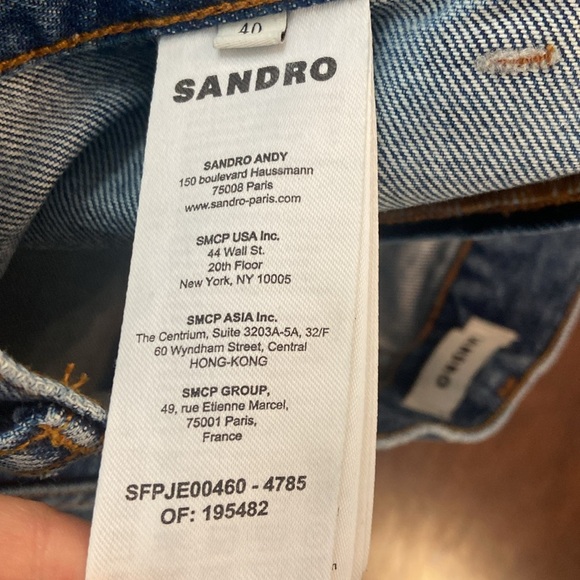 40
SANDRO
SANDRO ANDY
150 boulevard Haussmann
75008 Paris
www.sandro-paris.com
SMCP USA Inc.
44 Wall St.
20th Floor
New York, NY 10005
SMCP ASIA Inc.
The Centrium, Suite 3203A-5A, 32/F
60 Wyndham Street, Central
HONG-KONG
SMCP GROUP,
49, rue Etienne Marcel,
75001 Paris,
France
SFPJE00460 - 4785
OF: 195482